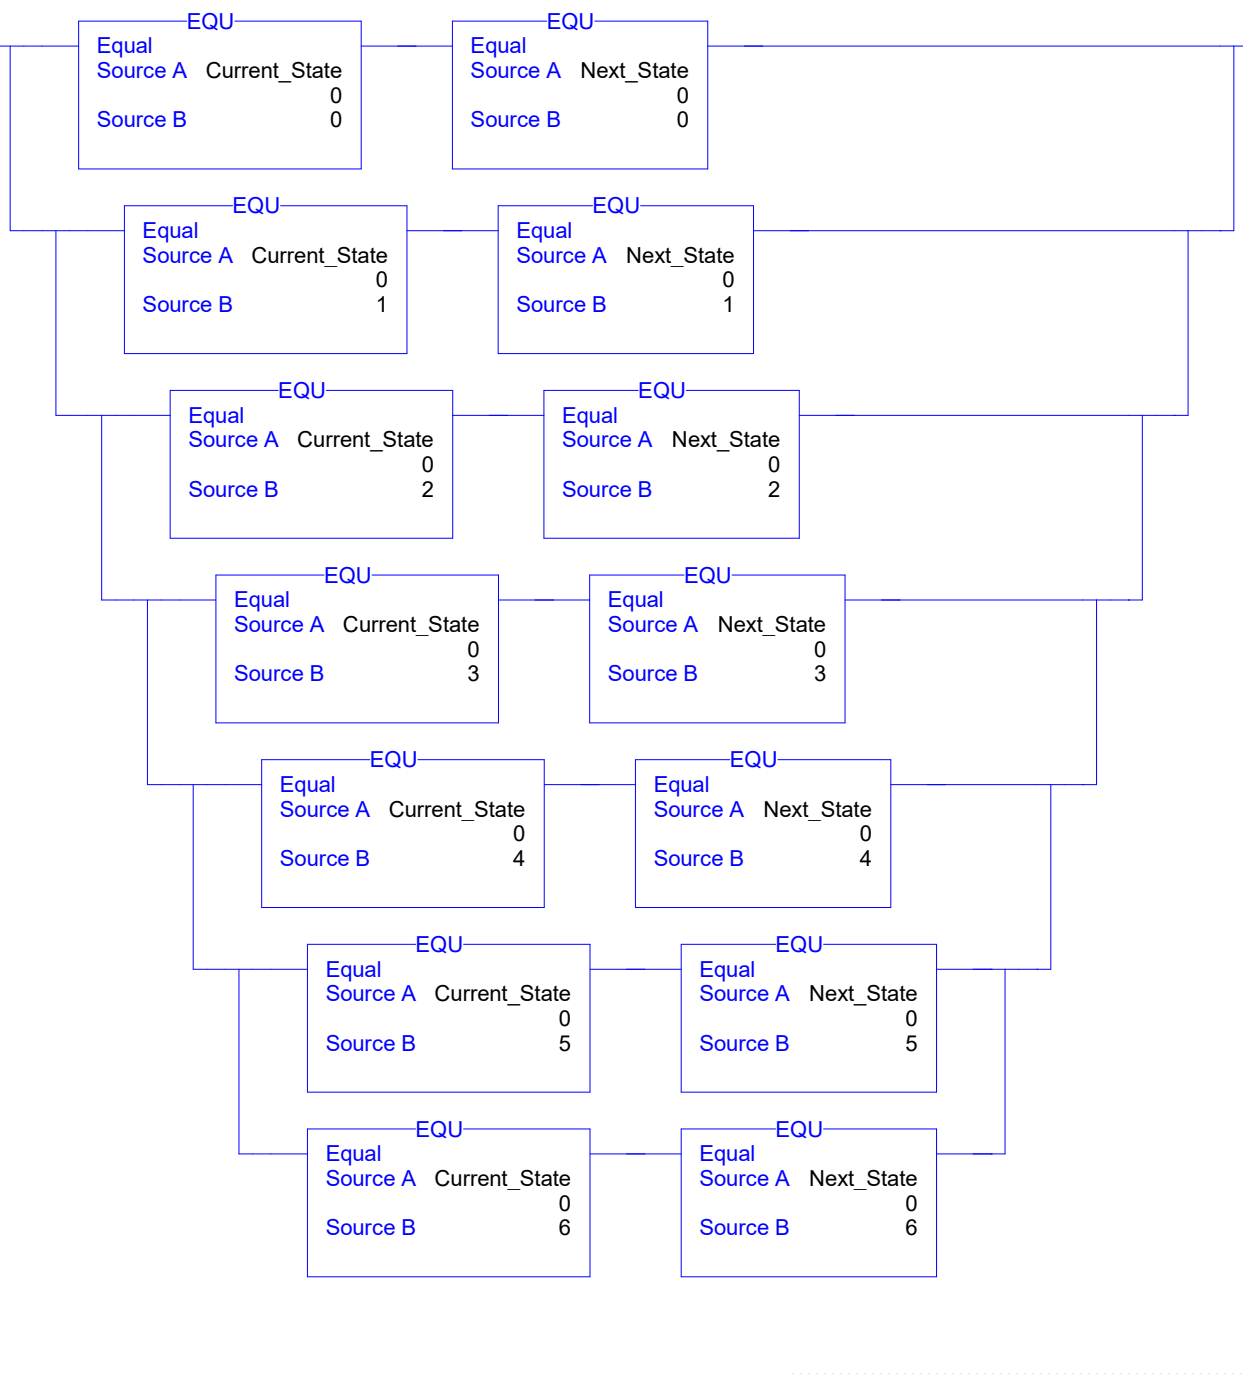 EQU EQU
Equal Equal
Source A Current_State Source A Next_State
0 0
Source B 0 Source B 0
EQU EQU
Equal Equal
Source A Current_State Source A Next_State
0 0
Source B 1 Source B 1
EQU EQU
Equal Equal
Source A Current_State Source A Next_State
0 0
Source B 2 Source B 2
EQU EQU
Equal Equal
Source A Current_State Source A Next_State
0 0
Source B 3 Source B 3
EQU EQU
Equal Equal
Source A Current_State Source A Next_State
0 0
Source B 4 Source B 4
EQU EQU
Equal Equal
Source A Current_State Source A Next_State
0 0
Source B 5 Source B 5
EQU EQU
Equal Equal
Source A Current_State Source A Next_State
0 0
Source B 6 Source B 6